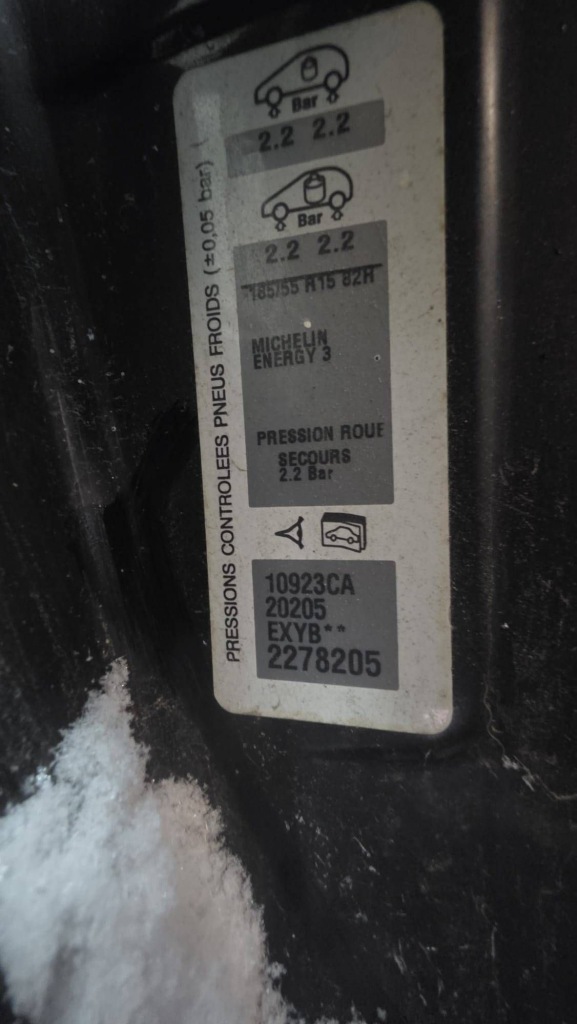 PRESSIONS CONTROLEES PNEUS FROIDS (±0,05 bar)
Bar
2.2 2.2
Bar
2.2 2.2
185/55 R15 82H
MICHELIN
ENERGY 3
PRESSION ROUE
SECOURS
2.2 Bar
10923CA
20205
EXYB**
2278205